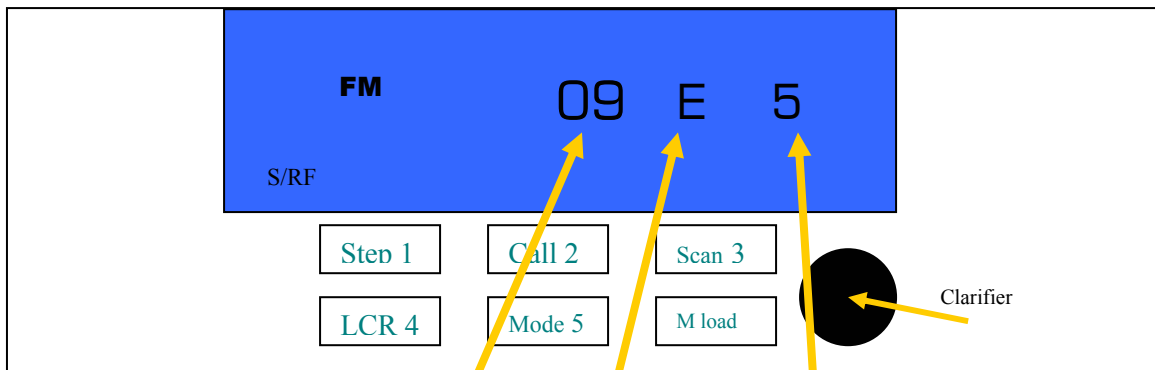 FM
09 E 5
S/RF
Step 1 Call 2 Scan 3
Clarifier
LCR 4 Mode 5 M load